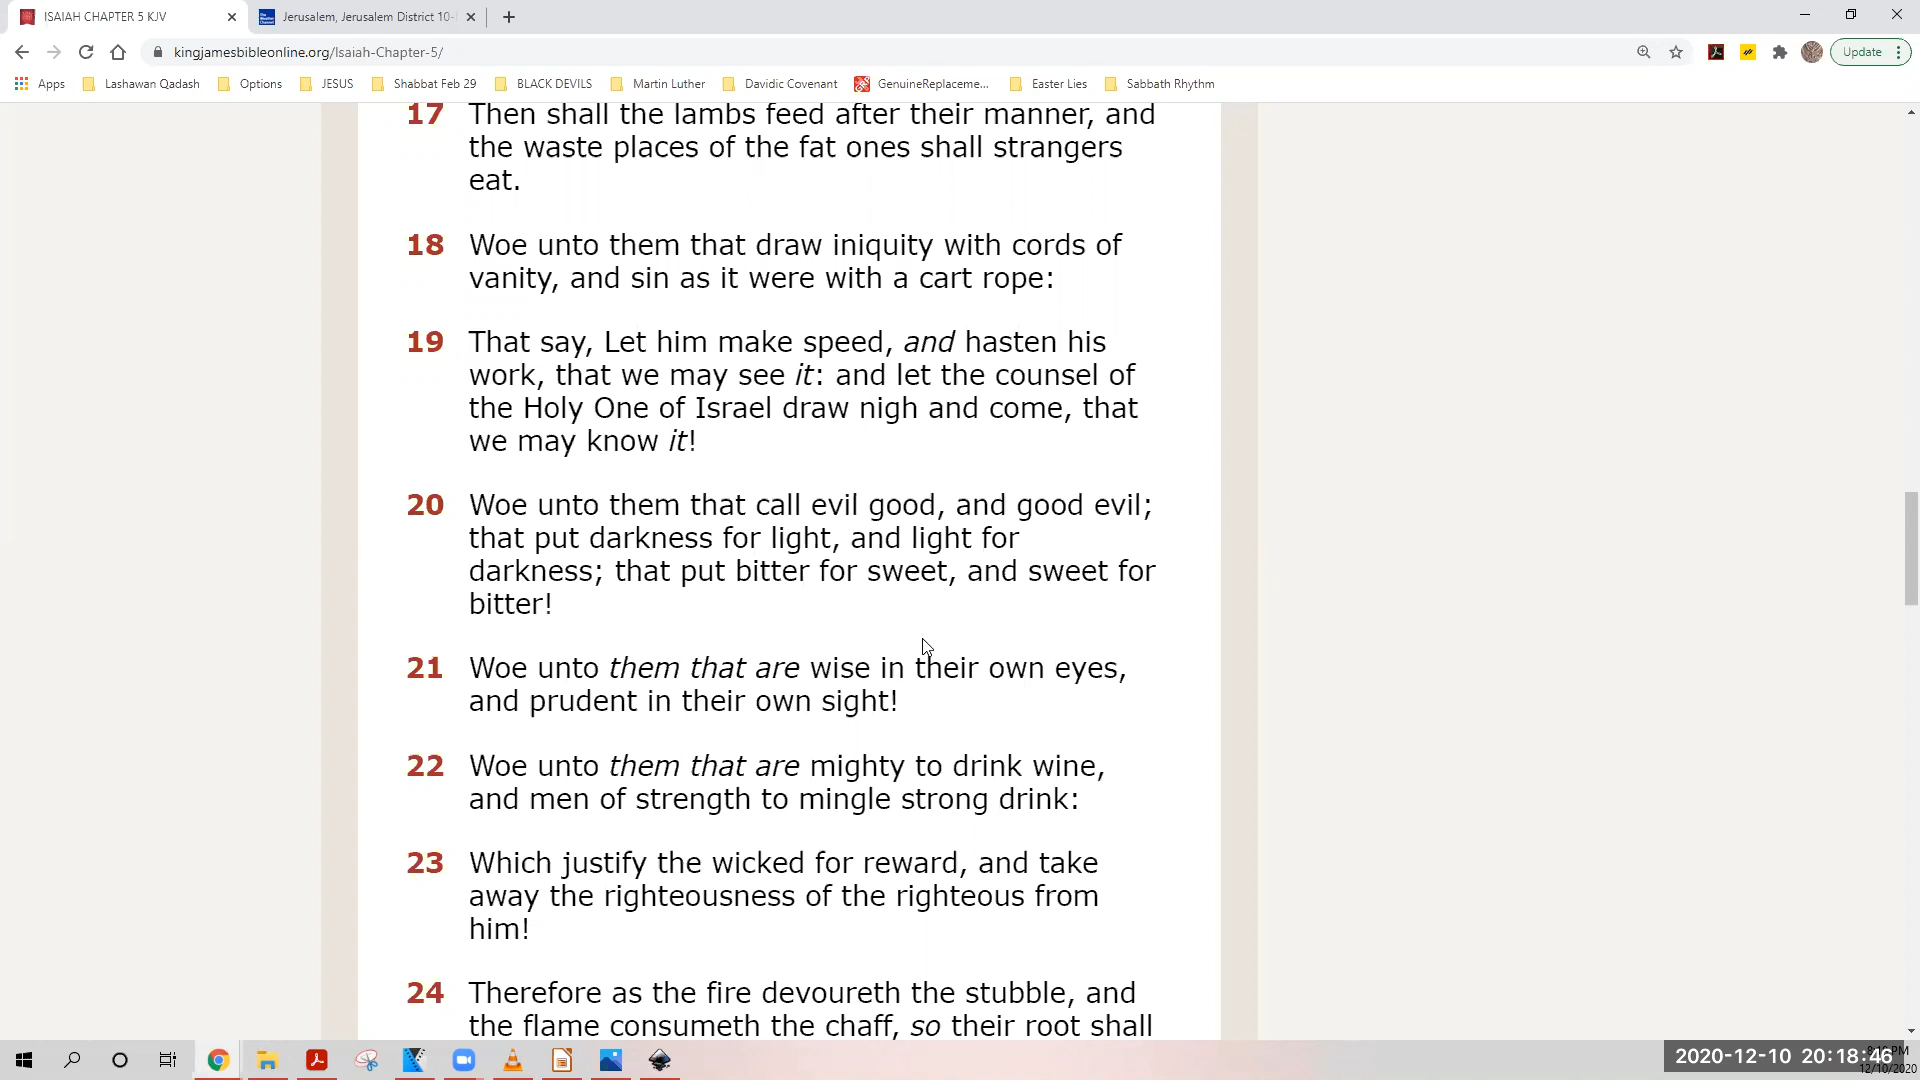 ISAIAH CHAPTER 5 KJV
Jerusalem, Jerusalem District 10-
kingjamesbibleonline.org/Isaiah-Chapter-5/
Update
Apps
Lashawan Qadash
Options
JESUS
Shabbat Feb 29
BLACK DEVILS
Martin Luther
Davidic Covenant
GenuineReplaceme...
Easter Lies
Sabbath Rhythm
17 Then shall the lambs feed after their manner, and
the waste places of the fat ones shall strangers
eat.
18 Woe unto them that draw iniquity with cords of
vanity, and sin as it were with a cart rope:
19 That say, Let him make speed, and hasten his
work, that we may see it: and let the counsel of
the Holy One of Israel draw nigh and come, that
we may know it!
20 Woe unto them that call evil good, and good evil;
that put darkness for light, and light for
darkness; that put bitter for sweet, and sweet for
bitter!
21 Woe unto them that are wise in their own eyes,
and prudent in their own sight!
22 Woe unto them that are mighty to drink wine,
and men of strength to mingle strong drink:
23 Which justify the wicked for reward, and take
away the righteousness of the righteous from
him!
24 Therefore as the fire devoureth the stubble, and
the flame consumeth the chaff, so their root shall
2020-12-10 20:18:46
12/10/2020